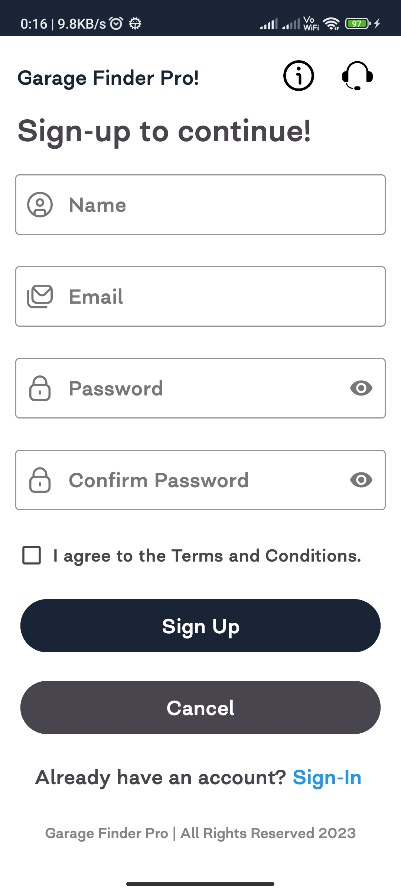 0:16 | 9.8KB/s Vo WiFi 97
Garage Finder Pro!
Sign-up to continue!
Name
Email
Password
Confirm Password
I agree to the Terms and Conditions.
Sign Up
Cancel
Already have an account? Sign-In
Garage Finder Pro | All Rights Reserved 2023